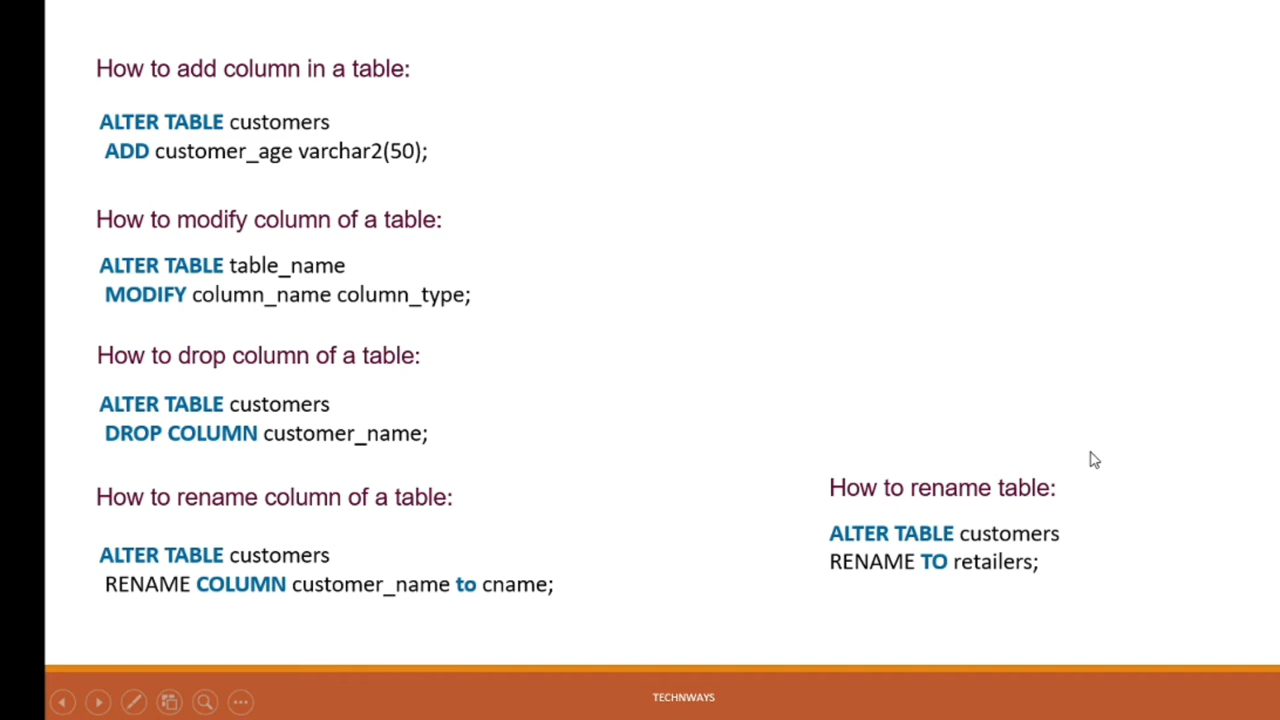 How to add column in a table:
ALTER TABLE customers
ADD customer_age varchar2(50);
How to modify column of a table:
ALTER TABLE table_name
MODIFY column_name column_type;
How to drop column of a table:
ALTER TABLE customers
DROP COLUMN customer_name;
How to rename column of a table:
ALTER TABLE customers
RENAME COLUMN customer_name to cname;
How to rename table:
ALTER TABLE customers
RENAME TO retailers;
TECHNWAYS